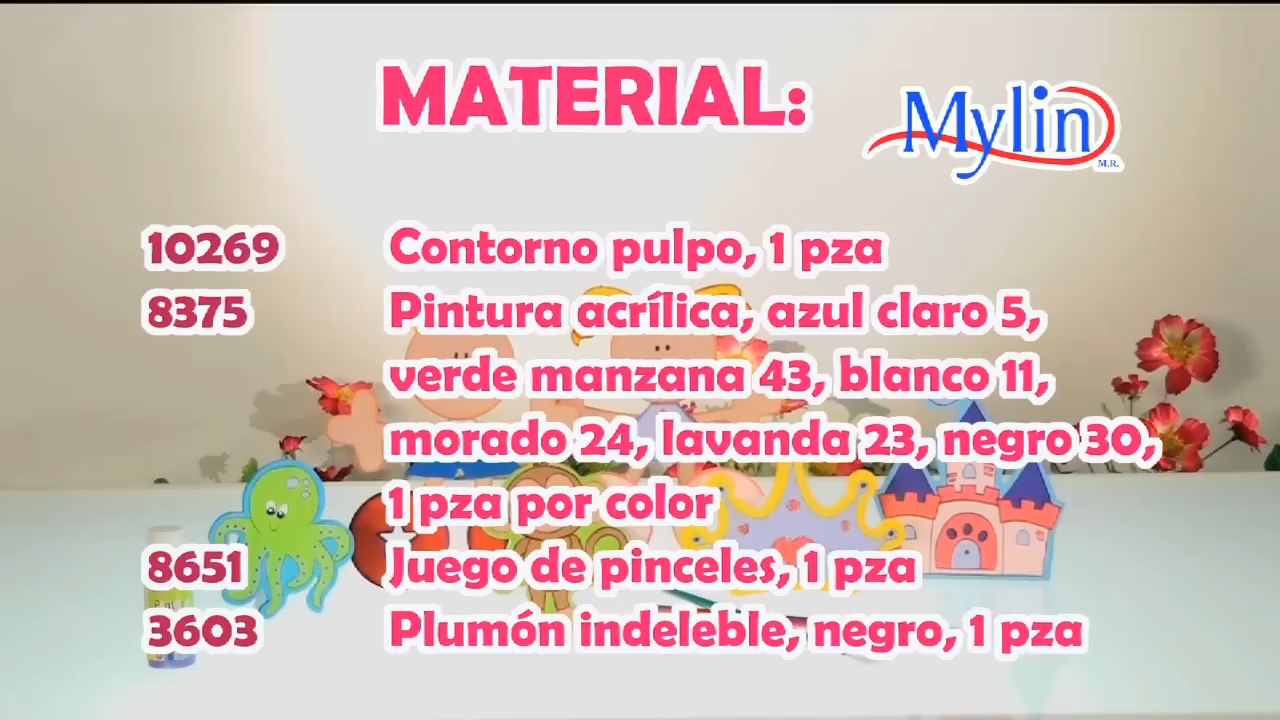 MATERIAL:
Mylin
M.R.
10269 Contorno pulpo, 1 pza
8375 Pintura acrílica, azul claro 5,
verde manzana 43, blanco 11,
morado 24, lavanda 23, negro 30,
1 pza por color
8651 Juego de pinceles, 1 pza
3603 Plumón indeleble, negro, 1 pza